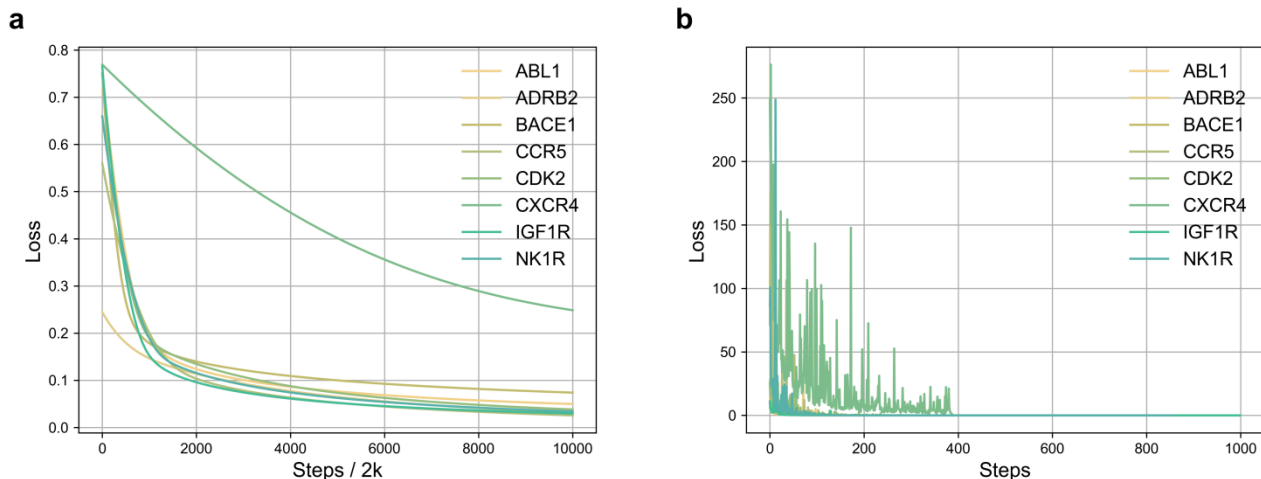 a
0.8
0.7
0.6
0.5
0.4
0.3
0.2
0.1
0.0
Loss
0 2000 4000 6000 8000 10000
Steps / 2k
ABL1
ADRB2
BACE1
CCR5
CDK2
CXCR4
IGF1R
NK1R
b
250
200
150
100
50
0
Loss
0 200 400 600 800 1000
Steps
ABL1
ADRB2
BACE1
CCR5
CDK2
CXCR4
IGF1R
NK1R